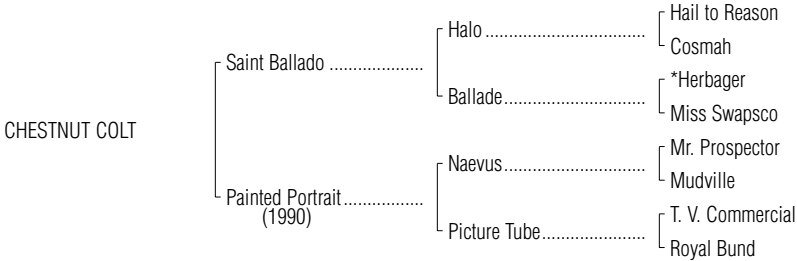 Hail to Reason
Halo ................................
Cosmah
Saint Ballado ...................
*Herbager
Ballade............................
Miss Swapsco
CHESTNUT COLT
Mr. Prospector
Naevus............................
Mudville
Painted Portrait................
(1990)
T. V. Commercial
Picture Tube.....................
Royal Bund